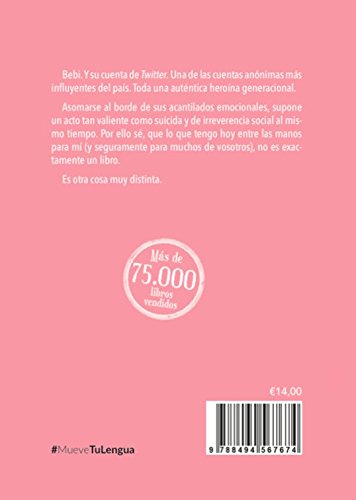 Bebi. Y su cuenta de Twitter. Una de las cuentas anónimas más
influyentes del país. Toda una auténtica heroína generacional.
Asomarse al borde de sus acantilados emocionales, supone
un acto tan valiente como suicida y de irreverencia social al mis-
mo tiempo. Por ello sé, que lo que tengo hoy entre las manos
para mí (y seguramente para muchos de vosotros), no es exac-
tamente un libro.
Es otra cosa muy distinta.
Más de
75.000
libros
vendidos
€14,00
#MueveTuLengua
9 788494 567674